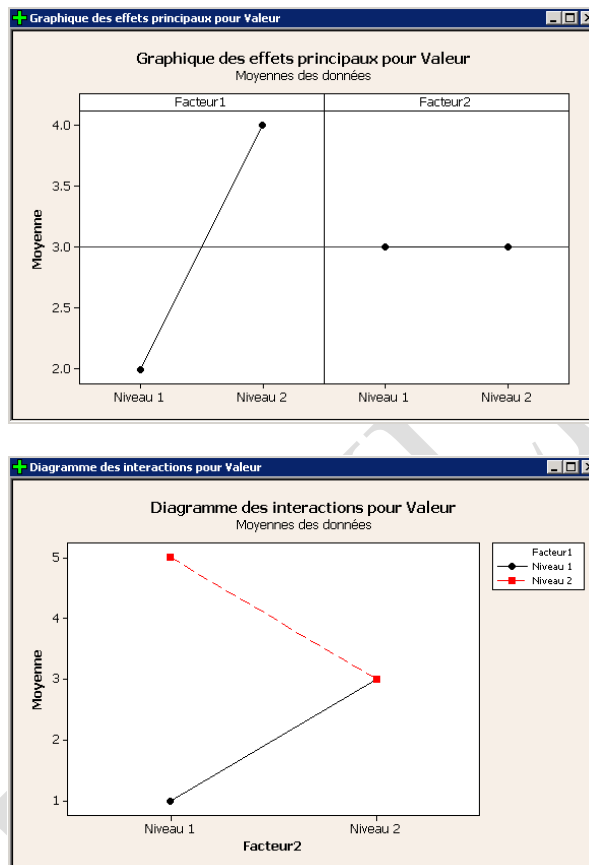 Graphique des effets principaux pour Valeur
Graphique des effets principaux pour Valeur
Moyennes des données
Facteur1 Facteur2
4.0
3.5
3.0
2.5
2.0
Moyenne
Niveau 1 Niveau 2 Niveau 1 Niveau 2
Diagramme des interactions pour Valeur
Diagramme des interactions pour Valeur
Moyennes des données
5
4
3
2
1
Moyenne
Niveau 1 Niveau 2
Facteur2
Facteur1
Niveau 1
Niveau 2